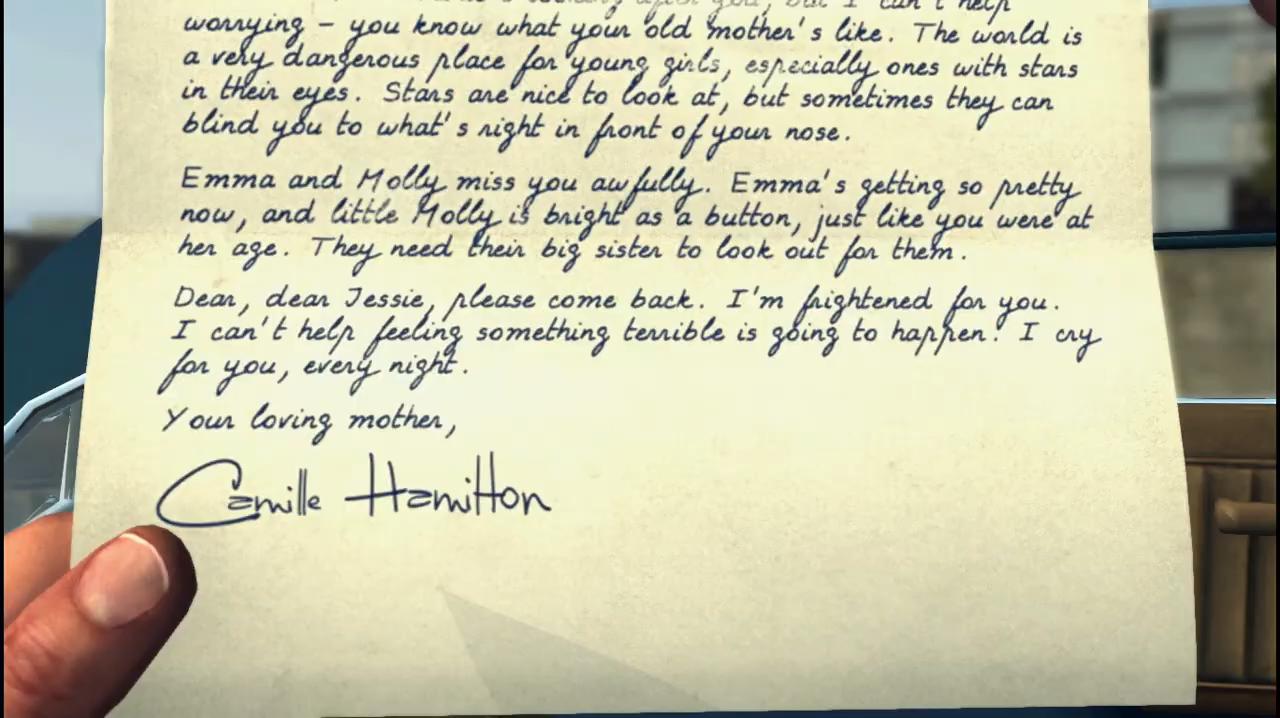 after you, but I can't help
worrying - you know what your old mother's like. The world is
a very dangerous place for young girls, especially ones with stars
in their eyes. Stars are nice to look at, but sometimes they can
blind you to what's right in front of your nose.
Emma and Molly miss you awfully. Emma's getting so pretty
now, and little Molly is bright as a button, just like you were at
her age. They need their big sister to look out for them.
Dear, dear Jessie, please come back. I'm frightened for you.
I can't help feeling something terrible is going to happen. I cry
for you, every night.
Your loving mother,
Camille Hamilton